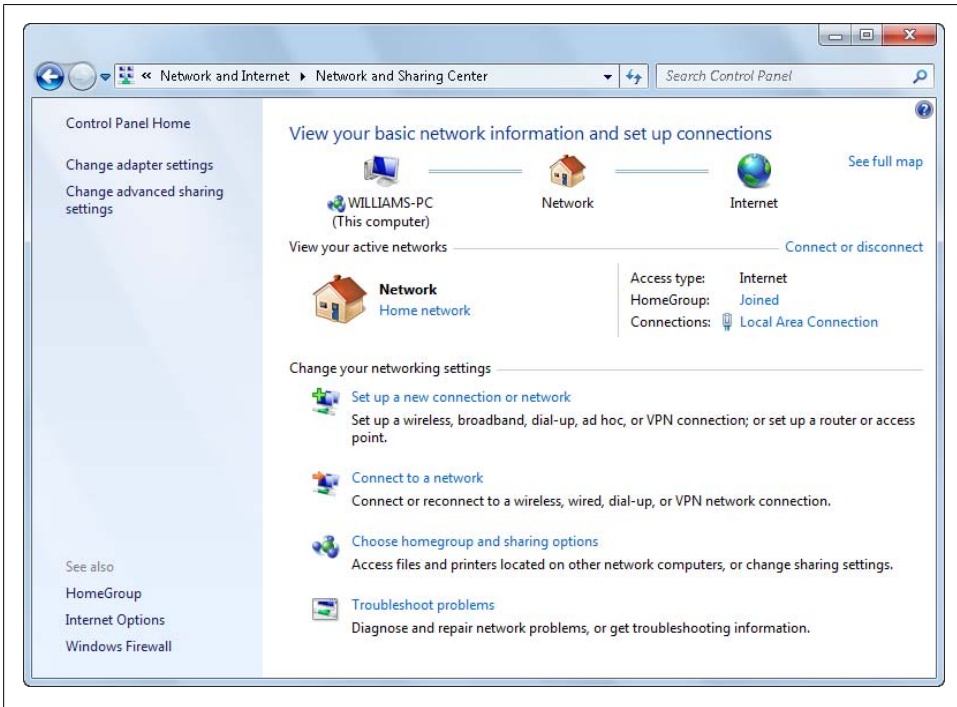 « Network and Internet ▸ Network and Sharing Center
Search Control Panel
Control Panel Home
Change adapter settings
Change advanced sharing
settings
See also
HomeGroup
Internet Options
Windows Firewall
View your basic network information and set up connections
See full map
WILLIAMS-PC
(This computer)
Network
Internet
View your active networks
Connect or disconnect
Network
Home network
Access type: Internet
HomeGroup: Joined
Connections: Local Area Connection
Change your networking settings
Set up a new connection or network
Set up a wireless, broadband, dial-up, ad hoc, or VPN connection; or set up a router or access
point.
Connect to a network
Connect or reconnect to a wireless, wired, dial-up, or VPN network connection.
Choose homegroup and sharing options
Access files and printers located on other network computers, or change sharing settings.
Troubleshoot problems
Diagnose and repair network problems, or get troubleshooting information.